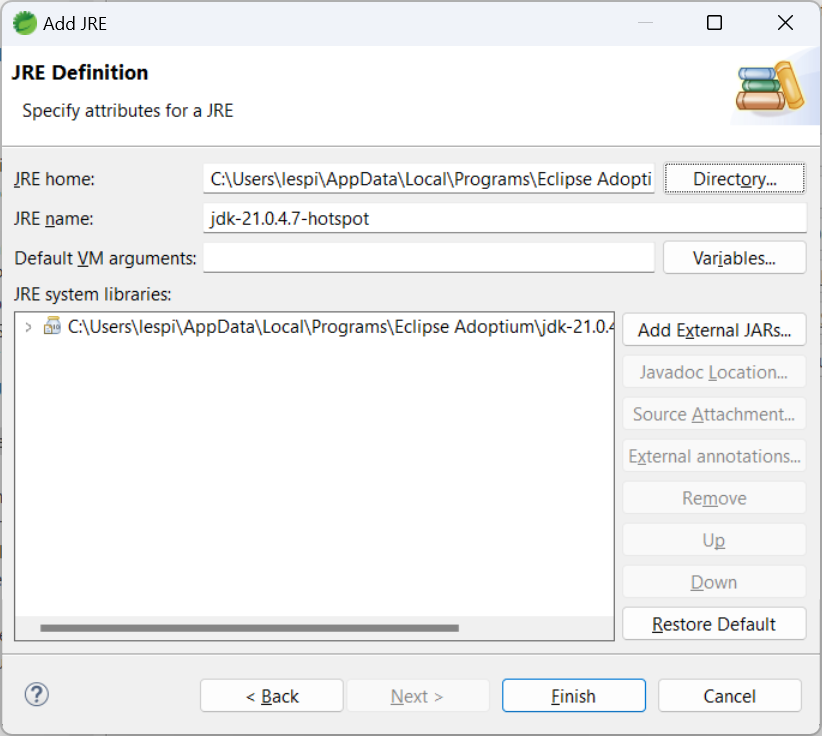 Add JRE
JRE Definition
Specify attributes for a JRE
JRE home: C:\Users\lespi\AppData\Local\Programs\Eclipse Adopti Directory...
JRE name: jdk-21.0.4.7-hotspot
Default VM arguments: Variables...
JRE system libraries:
C:\Users\lespi\AppData\Local\Programs\Eclipse Adoptium\jdk-21.0.4
Add External JARs...
Javadoc Location...
Source Attachment...
External annotations...
Remove
Up
Down
Restore Default
? < Back Next > Finish Cancel